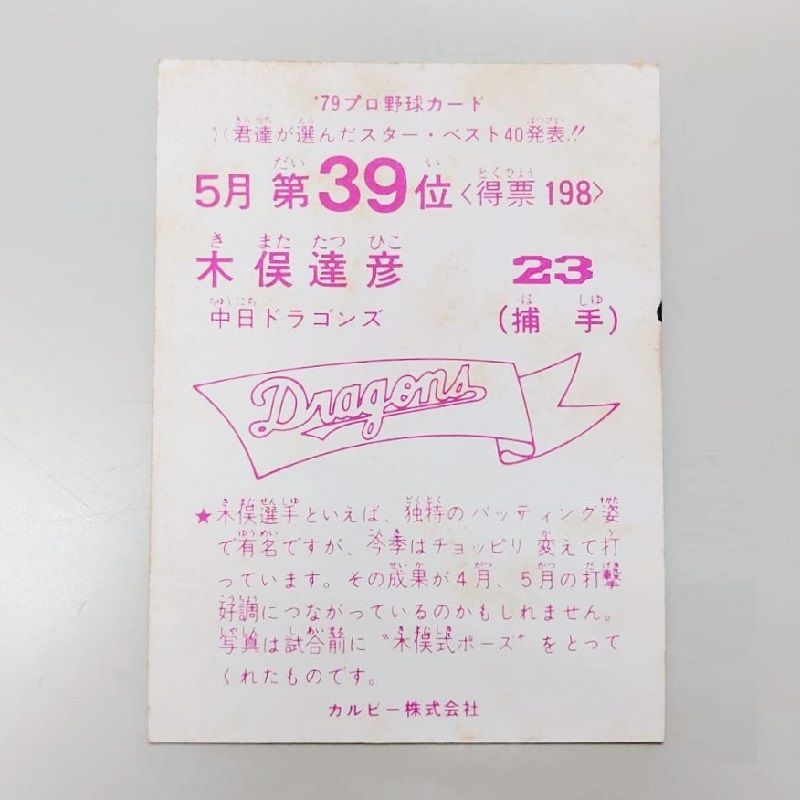 '79プロ野球カード
君達が選んだスター・ベスト40発表!!
5月 第39位〈得票198〉
木俣達彦 23
中日ドラゴンズ (捕手)
Dragons
★木俣選手といえば、独特のバッティング姿
で有名ですが、今季はチョッピリ変えて打
っています。その成果が4月、5月の打撃
好調につながっているのかもしれません。
写真は試合前に"木俣式ポーズ"をとって
くれたものです。
カルビー株式会社